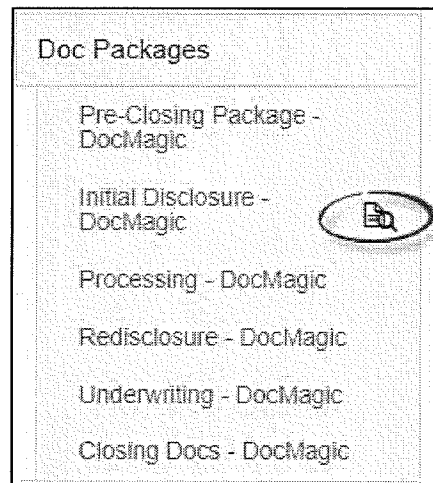 Doc Packages
Pre-Closing Package -
DocMagic
Initial Disclosure -
DocMagic
Processing - DocMagic
Redisclosure - DocMagic
Underwriting - DocMagic
Closing Docs - DocMagic